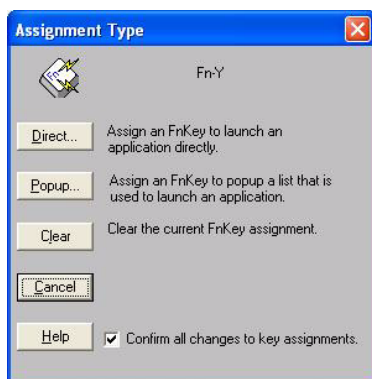 Assignment Type
Fn-Y
Direct...
Assign an FnKey to launch an
application directly.
Popup...
Assign an FnKey to popup a list that is
used to launch an application.
Clear
Clear the current FnKey assignment.
Cancel
Help
Confirm all changes to key assignments.